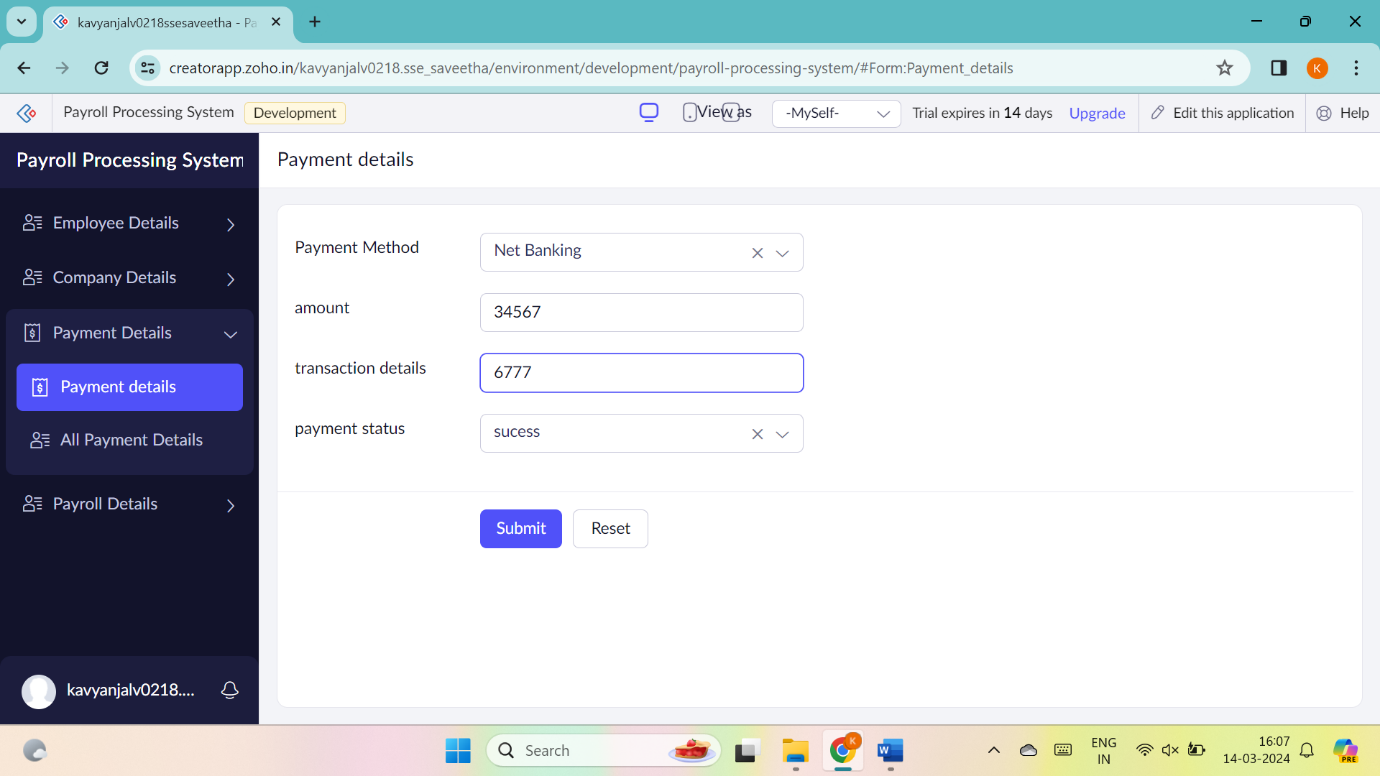 kavyanjalv0218ssesaveetha - Pa
creatorapp.zoho.in/kavyanjalv0218.sse_saveetha/environment/development/payroll-processing-system/#Form:Payment_details
K
Payroll Processing System
Development
View as
-MySelf-
Trial expires in 14 days
Upgrade
Edit this application
Help
Payroll Processing System
Employee Details
Company Details
Payment Details
Payment details
All Payment Details
Payroll Details
kavyanjalv0218....
Payment details
Payment Method
Net Banking
amount
34567
transaction details
6777
payment status
sucess
Submit
Reset
Search
K
W
ENG
IN
16:07
14-03-2024
PRE